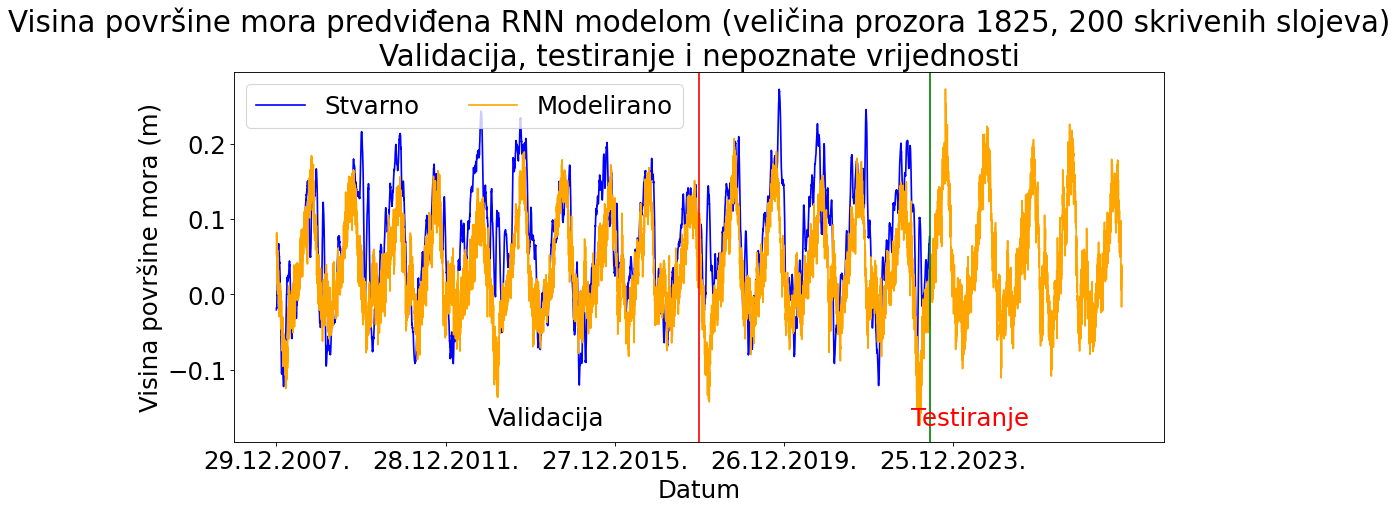 Visina površine mora predviđena RNN modelom (veličina prozora 1825, 200 skrivenih slojeva)
Validacija, testiranje i nepoznate vrijednosti
Stvarno Modelirano
Visina površine mora (m)
0.2
0.1
0.0
−0.1
Validacija Testiranje
29.12.2007. 28.12.2011. 27.12.2015. 26.12.2019. 25.12.2023.
Datum